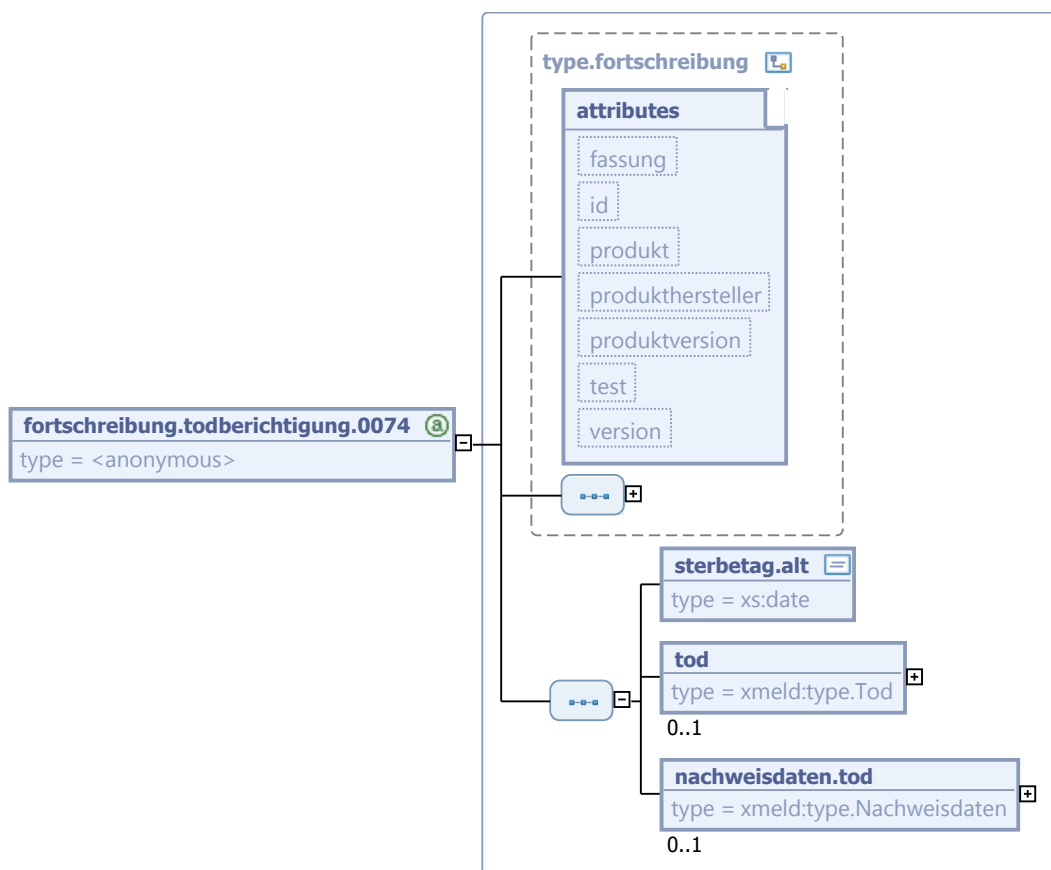 type.fortschreibung
attributes
fassung
id
produkt
produkthersteller
produktversion
test
version
fortschreibung.todberichtigung.0074 a
type = <anonymous>
sterbetag.alt
type = xs:date
tod
type = xmeld:type.Tod
0..1
nachweisdaten.tod
type = xmeld:type.Nachweisdaten
0..1